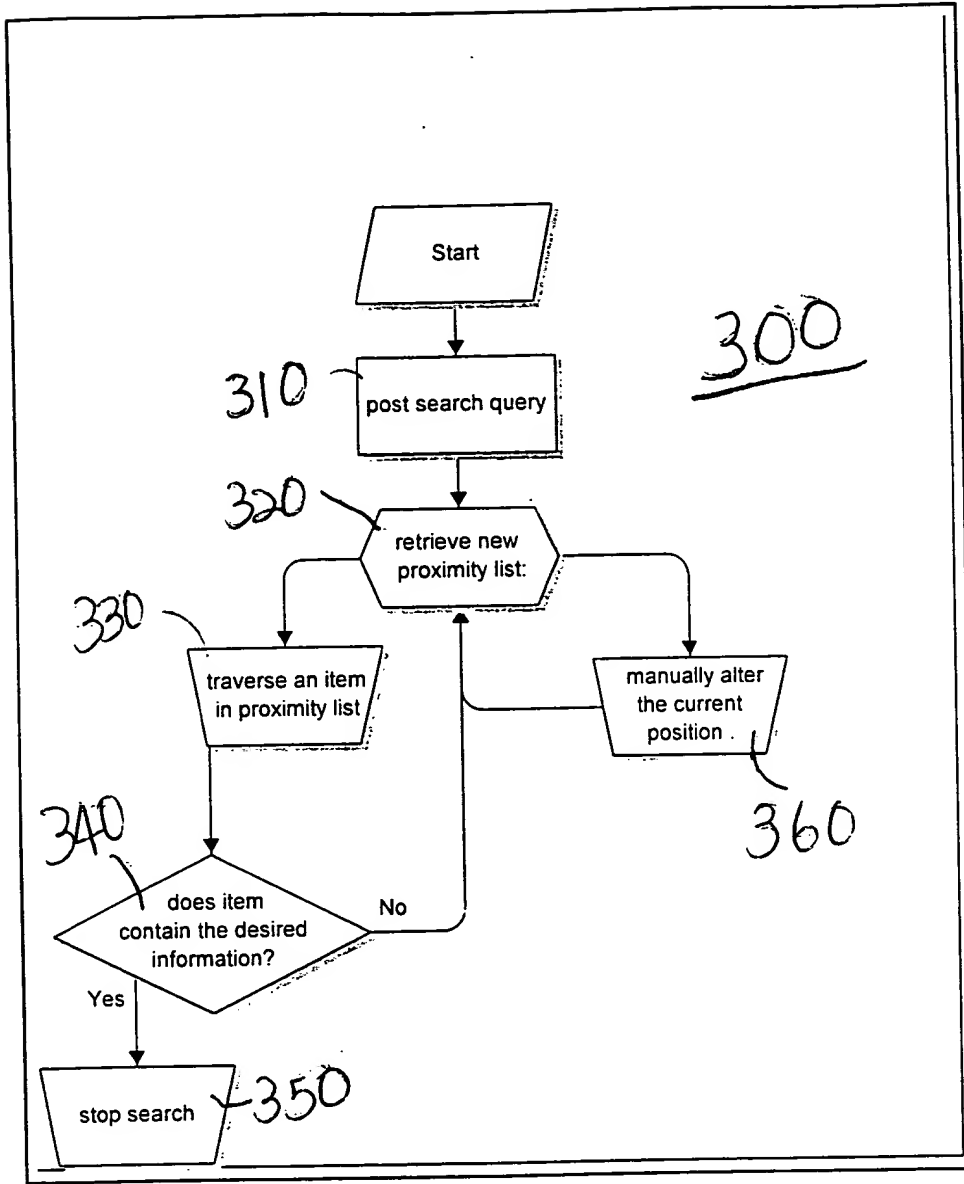 Start
300
310
post search query
320
retrieve new
proximity list:
330
traverse an item
in proximity list
manually alter
the current
position .
360
340
does item
contain the desired
information?
No
Yes
stop search
350